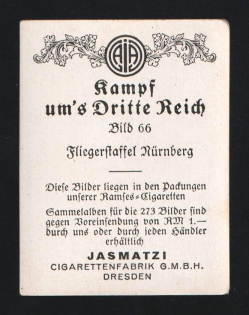 Kampf
um's Dritte Reich
Bild 66
Fliegerstaffel Nürnberg
Diese Bilder liegen in den Packungen
unserer Ramses=Cigaretten
Sammelalben für die 273 Bilder sind
gegen Voreinsendung von RM 1.—
durch uns oder durch jeden Händler
erhältlich
JASMATZI
CIGARETTENFABRIK G.M.B.H.
DRESDEN